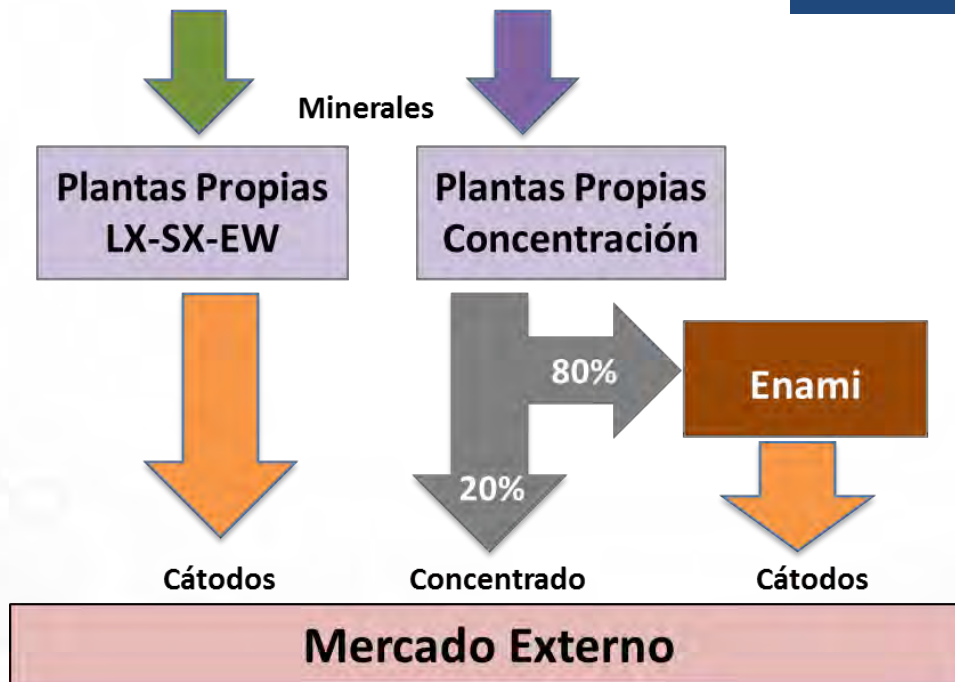 Minerales
Plantas Propias
LX-SX-EW
Plantas Propias
Concentración
80%
Enami
20%
Cátodos
Concentrado
Cátodos
Mercado Externo